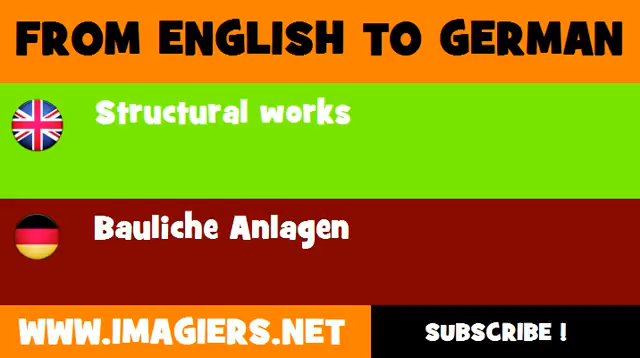 FROM ENGLISH TO GERMAN
Structural works
Bauliche Anlagen
WWW.IMAGIERS.NET
SUBSCRIBE !